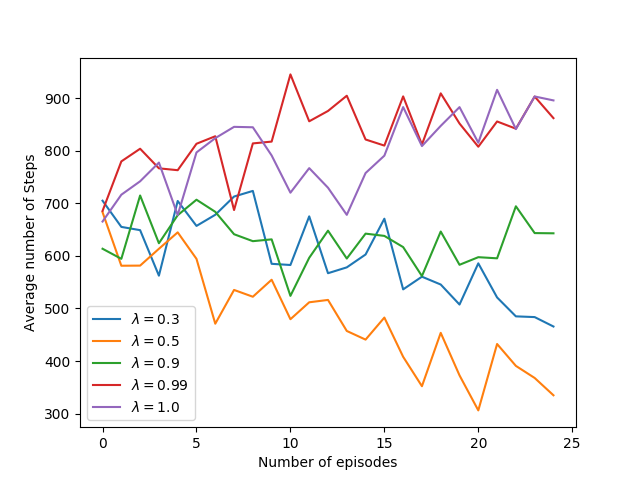 900
800
700
600
500
400
300
Average number of Steps
λ = 0.3
λ = 0.5
λ = 0.9
λ = 0.99
λ = 1.0
0 5 10 15 20 25
Number of episodes